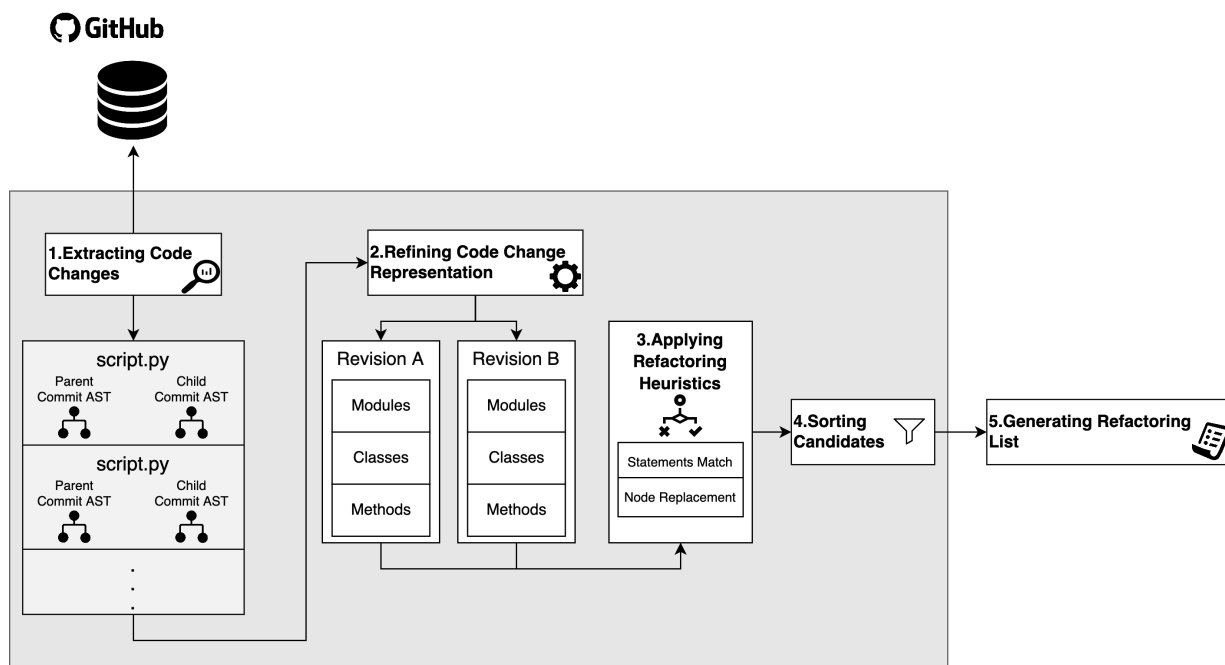 GitHub
1.Extracting Code
Changes
script.py
Parent
Commit AST
Child
Commit AST
script.py
Parent
Commit AST
Child
Commit AST
.
.
.
2.Refining Code Change
Representation
Revision A
Modules
Classes
Methods
Revision B
Modules
Classes
Methods
3.Applying
Refactoring
Heuristics
Statements Match
Node Replacement
4.Sorting
Candidates
5.Generating Refactoring
List